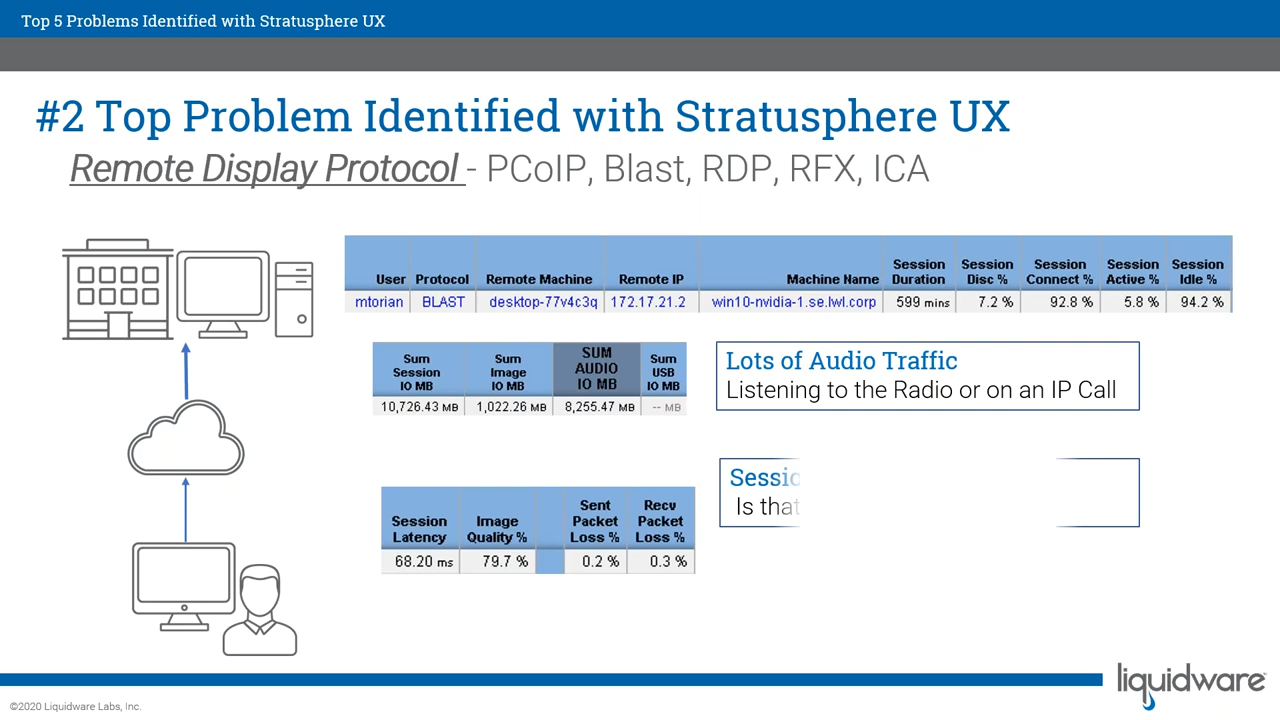 Top 5 Problems Identified with Stratusphere UX
#2 Top Problem Identified with Stratusphere UX
Remote Display Protocol - PCoIP, Blast, RDP, RFX, ICA
User Protocol Remote Machine Remote IP Machine Name Session Duration Session Disc % Session Connect % Session Active % Session Idle %
mtorian BLAST desktop-77v4c3q 172.17.21.2 win10-nvidia-1.se.lwl.corp 599 mins 7.2 % 92.8 % 5.8 % 94.2 %
Sum Session IO MB Sum Image IO MB SUM AUDIO IO MB Sum USB IO MB
10,726.43 MB 1,022.26 MB 8,255.47 MB -- MB
Lots of Audio Traffic
Listening to the Radio or on an IP Call
Session Latency Image Quality % Sent Packet Loss % Recv Packet Loss %
68.20 ms 79.7 % 0.2 % 0.3 %
Is that
liquidware
©2020 Liquidware Labs, Inc.